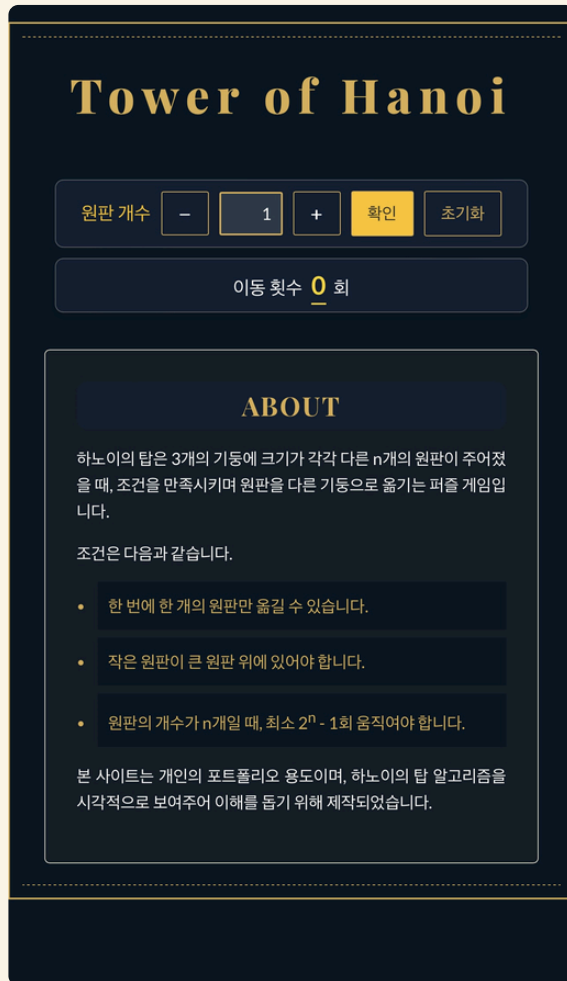 Tower of Hanoi
원판 개수 − 1 + 확인 초기화
이동 횟수 0 회
ABOUT
하노이의 탑은 3개의 기둥에 크기가 각각 다른 n개의 원판이 주어졌
을 때, 조건을 만족시키며 원판을 다른 기둥으로 옮기는 퍼즐 게임입
니다.
조건은 다음과 같습니다.
• 한 번에 한 개의 원판만 옮길 수 있습니다.
• 작은 원판이 큰 원판 위에 있어야 합니다.
• 원판의 개수가 n개일 때, 최소 2ⁿ - 1회 움직여야 합니다.
본 사이트는 개인의 포트폴리오 용도이며, 하노이의 탑 알고리즘을
시각적으로 보여주어 이해를 돕기 위해 제작되었습니다.